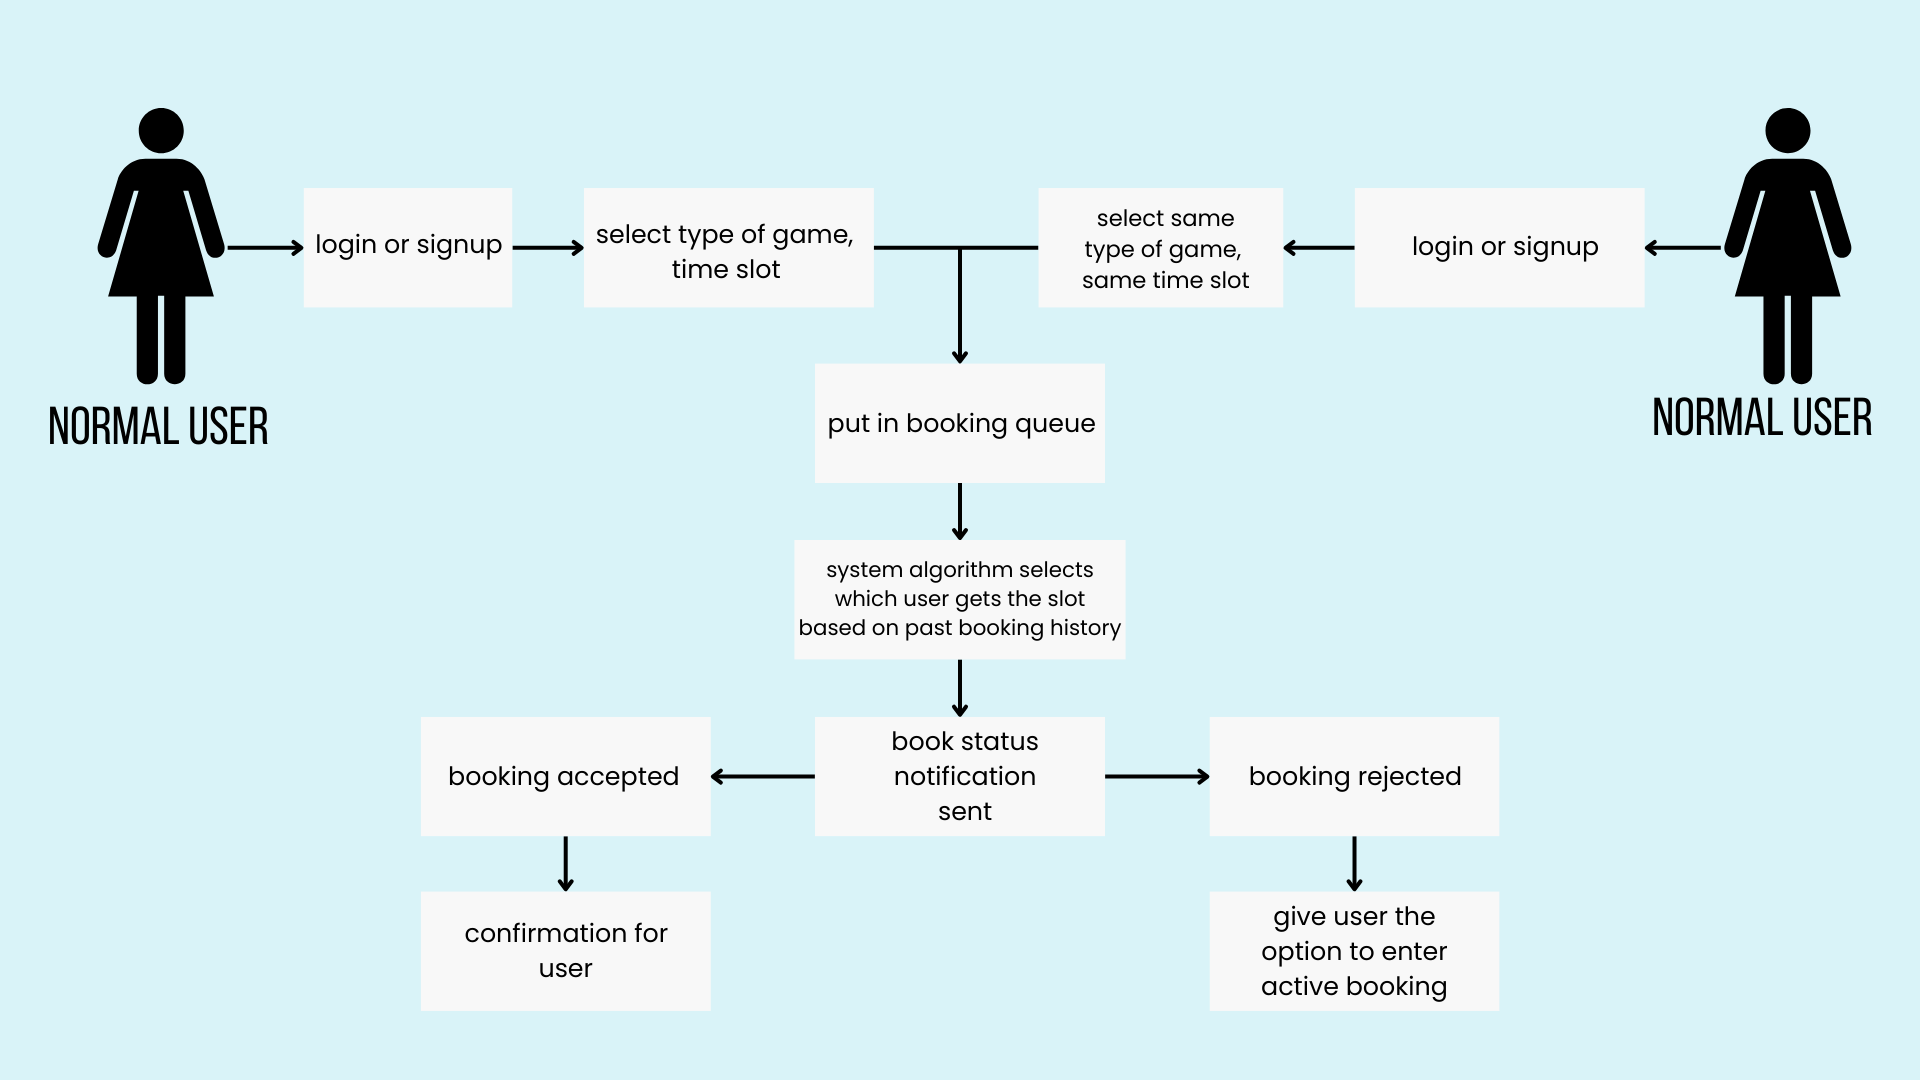 login or signup
select type of game,
time slot
select same
type of game,
same time slot
login or signup
NORMAL USER
NORMAL USER
put in booking queue
system algorithm selects
which user gets the slot
based on past booking history
booking accepted
book status
notification
sent
booking rejected
confirmation for
user
give user the
option to enter
active booking